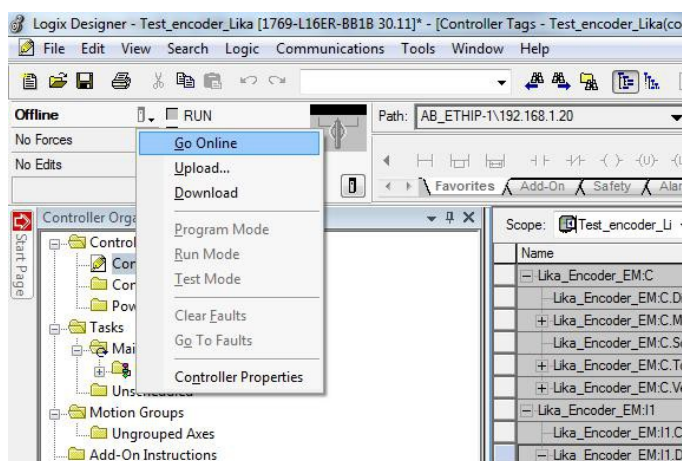 Logix Designer - Test_encoder_Lika [1769-L16ER-BB1B 30.11]* - [Controller Tags - Test_encoder_Lika(co
File Edit View Search Logic Communications Tools Window Help
Offline RUN Path: AB_ETHIP-1\192.168.1.20
No Forces
No Edits
Go Online
Upload...
Download
Program Mode
Run Mode
Test Mode
Clear Faults
Go To Faults
Controller Properties
Favorites Add-On Safety Alar
Start Page
Controller Orga
Control
Con
Con
Pow
Tasks
Mai
Unscheduled
Motion Groups
Ungrouped Axes
Add-On Instructions
Scope: Test_encoder_Li
Name
Lika_Encoder_EM:C
Lika_Encoder_EM:C.D
Lika_Encoder_EM:C.M
Lika_Encoder_EM:C.S
Lika_Encoder_EM:C.T
Lika_Encoder_EM:C.V
Lika_Encoder_EM:I1
Lika_Encoder_EM:I1.C
Lika_Encoder_EM:I1.D